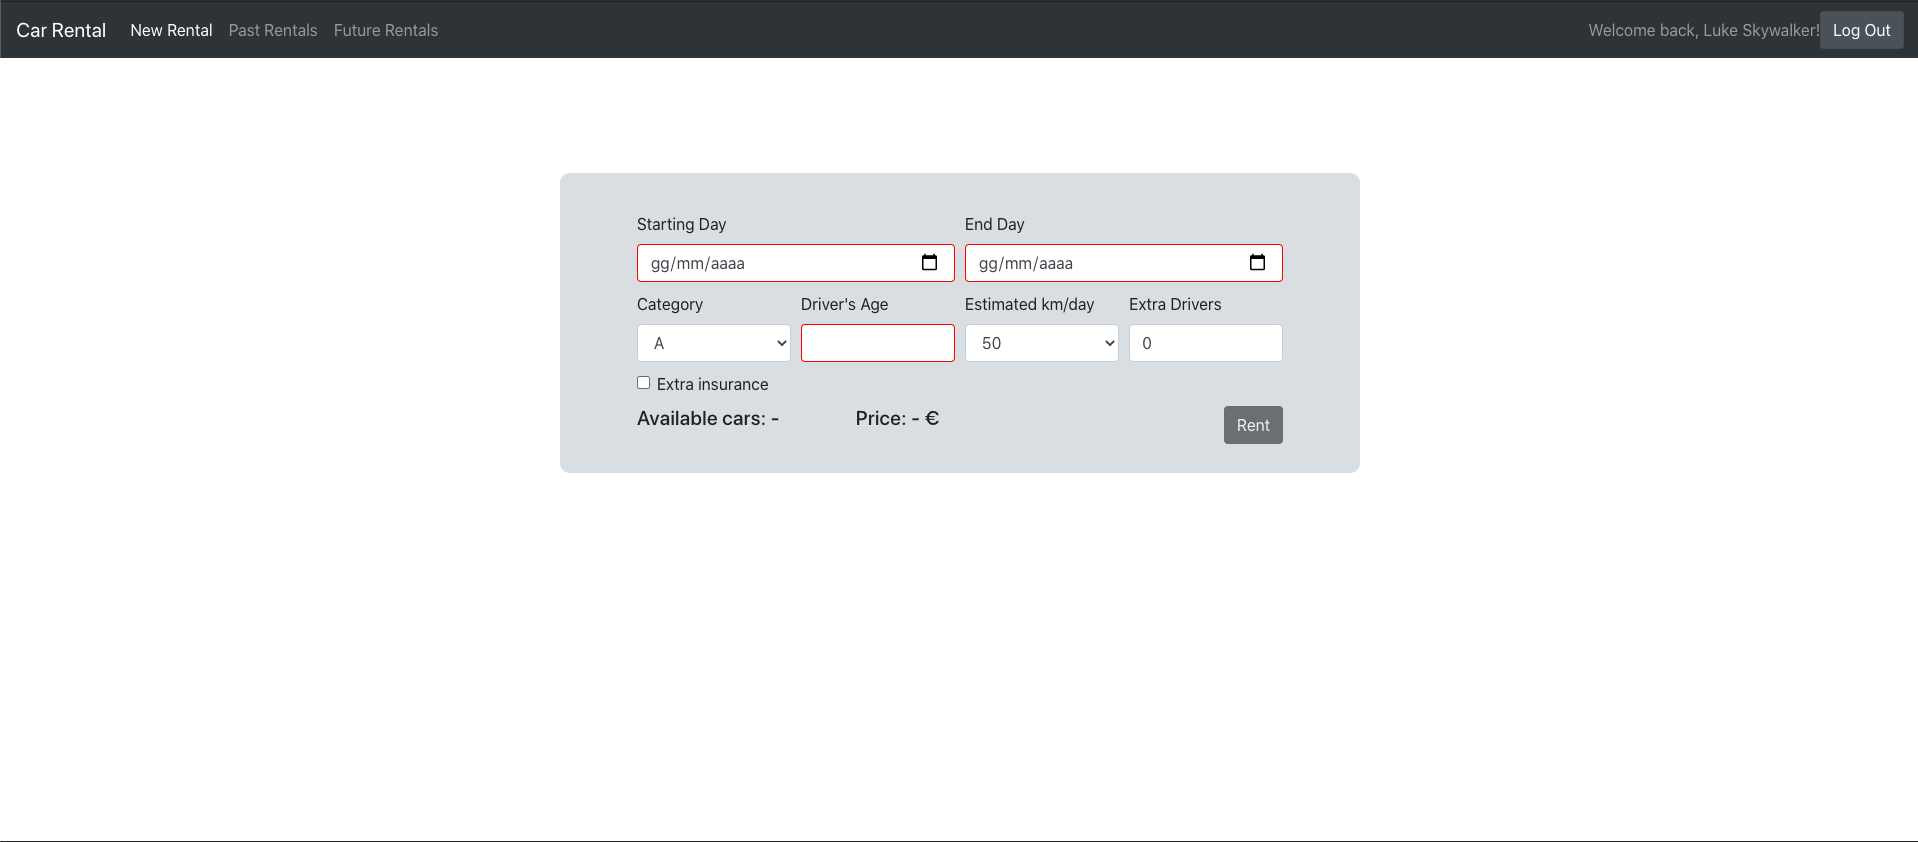 Car Rental New Rental Past Rentals Future Rentals Welcome back, Luke Skywalker! Log Out
Starting Day End Day
gg/mm/aaaa gg/mm/aaaa
Category Driver's Age Estimated km/day Extra Drivers
A 50 0
Extra insurance
Available cars: - Price: - € Rent